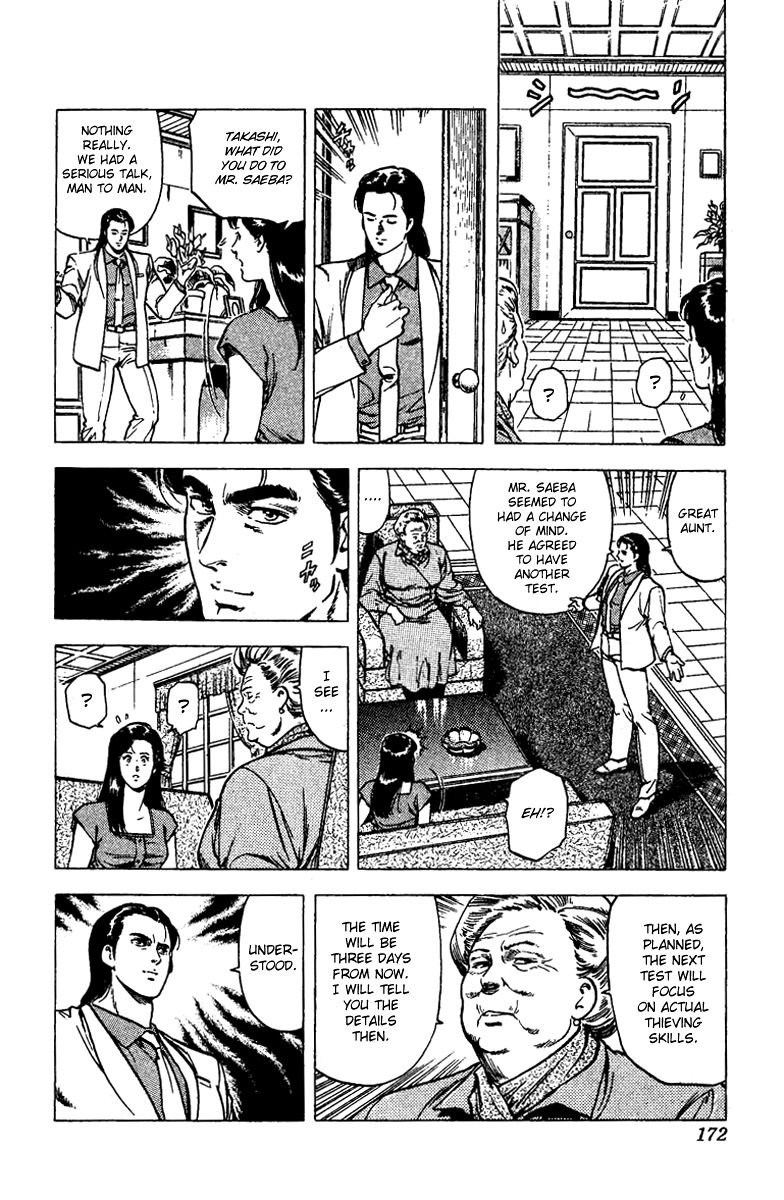 ?
?
TAKASHI,
WHAT DID
YOU DO TO
MR. SAEBA?
NOTHING
REALLY.
WE HAD A
SERIOUS TALK,
MAN TO MAN.
GREAT
AUNT.
MR. SAEBA
SEEMED TO
HAD A CHANGE
OF MIND.
HE AGREED
TO HAVE
ANOTHER
TEST.
....
EH!?
ニカッ
I
SEE
...
?
?
THEN, AS
PLANNED,
THE NEXT
TEST WILL
FOCUS
ON ACTUAL
THIEVING
SKILLS.
THE TIME
WILL BE
THREE DAYS
FROM NOW.
I WILL TELL
YOU THE
DETAILS
THEN.
UNDER-
STOOD.
172